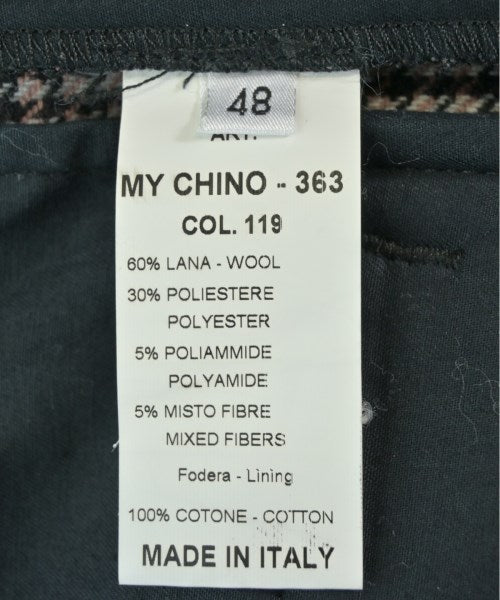 48
ART.
MY CHINO - 363
COL. 119
60% LANA - WOOL
30% POLIESTERE
POLYESTER
5% POLIAMMIDE
POLYAMIDE
5% MISTO FIBRE
MIXED FIBERS
Fodera - Lining
100% COTONE - COTTON
MADE IN ITALY